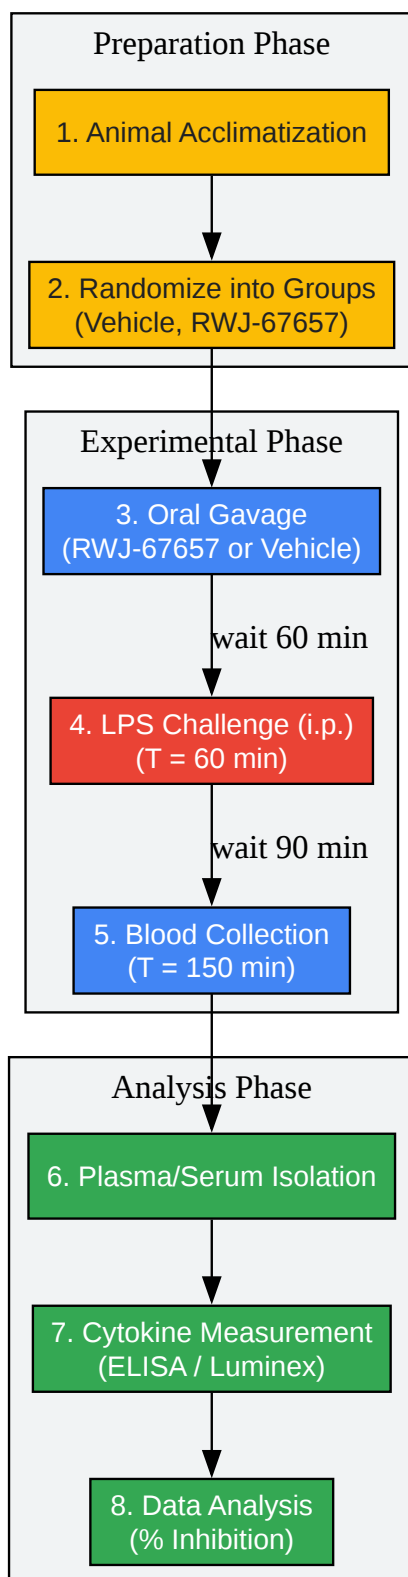 Preparation Phase
1. Animal Acclimatization
2. Randomize into Groups
(Vehicle, RWJ-67657)
Experimental Phase
3. Oral Gavage
(RWJ-67657 or Vehicle)
wait 60 min
4. LPS Challenge (i.p.)
(T = 60 min)
wait 90 min
5. Blood Collection
(T = 150 min)
Analysis Phase
6. Plasma/Serum Isolation
7. Cytokine Measurement
(ELISA / Luminex)
8. Data Analysis
(% Inhibition)